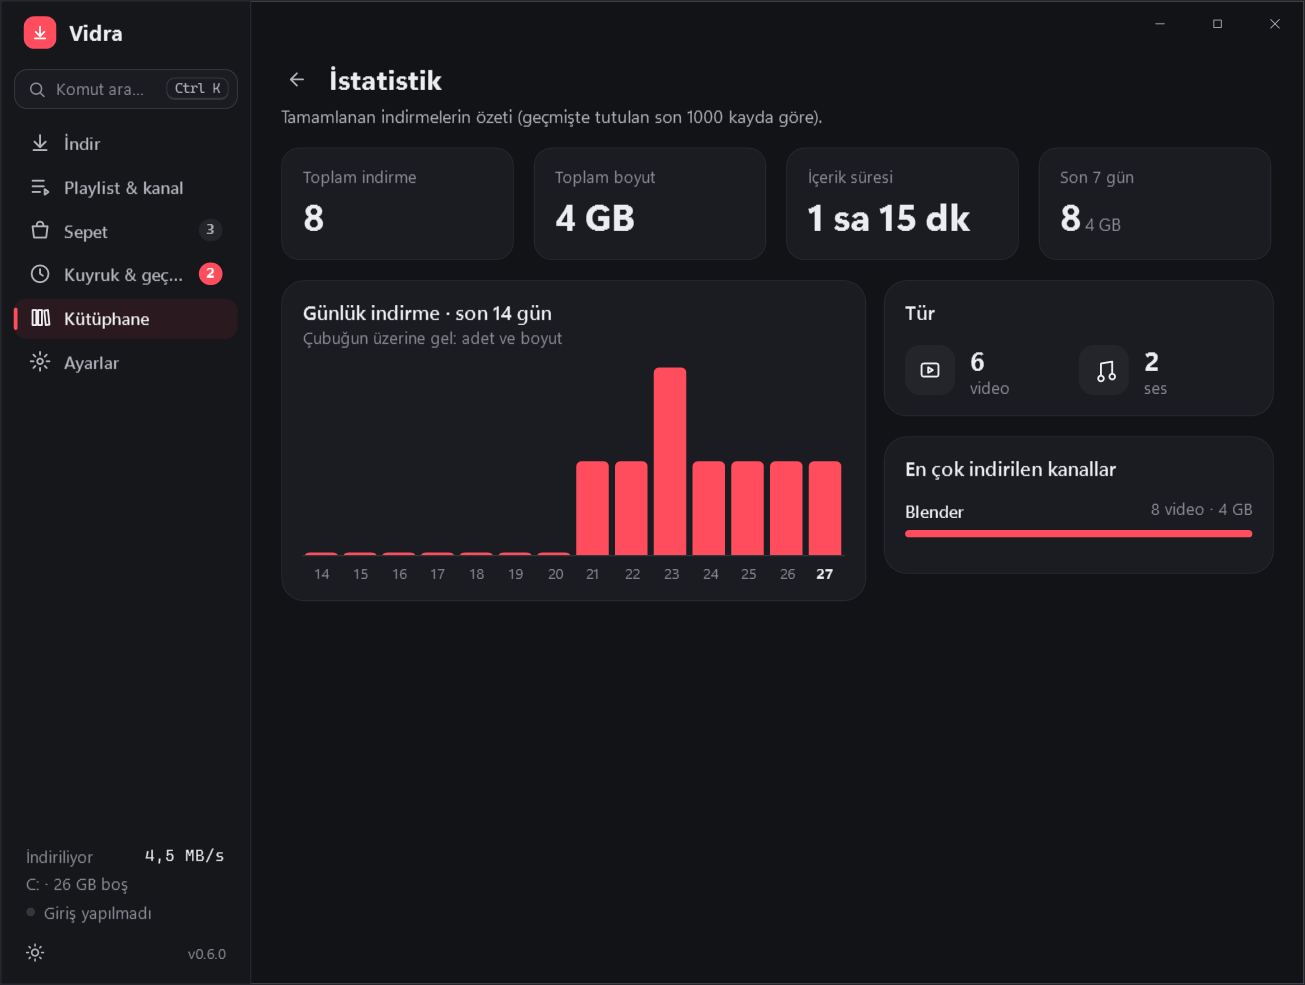 Vidra
Komut ara... Ctrl K
İndir
Playlist & kanal
Sepet 3
Kuyruk & geç... 2
Kütüphane
Ayarlar
İndiriliyor 4,5 MB/s
C: · 26 GB boş
Giriş yapılmadı
v0.6.0
İstatistik
Tamamlanan indirmelerin özeti (geçmişte tutulan son 1000 kayda göre).
Toplam indirme
8
Toplam boyut
4 GB
İçerik süresi
1 sa 15 dk
Son 7 gün
8 4 GB
Günlük indirme · son 14 gün
Çubuğun üzerine gel: adet ve boyut
14 15 16 17 18 19 20 21 22 23 24 25 26 27
Tür
6
video
2
ses
En çok indirilen kanallar
Blender 8 video · 4 GB